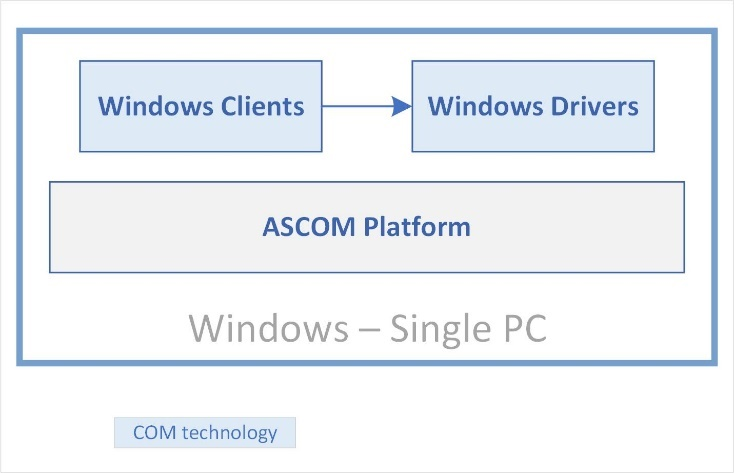 Windows Clients
Windows Drivers
ASCOM Platform
Windows – Single PC
COM technology